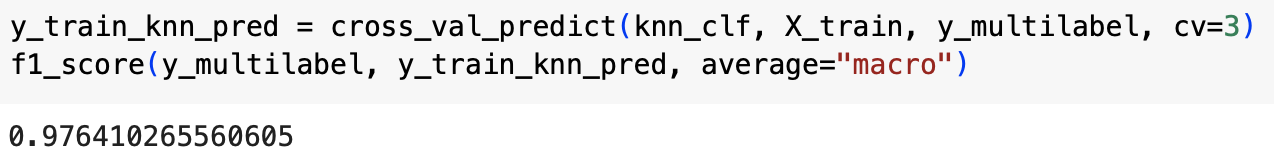 y_train_knn_pred = cross_val_predict(knn_clf, X_train, y_multilabel, cv=3)
f1_score(y_multilabel, y_train_knn_pred, average="macro")
0.976410265560605